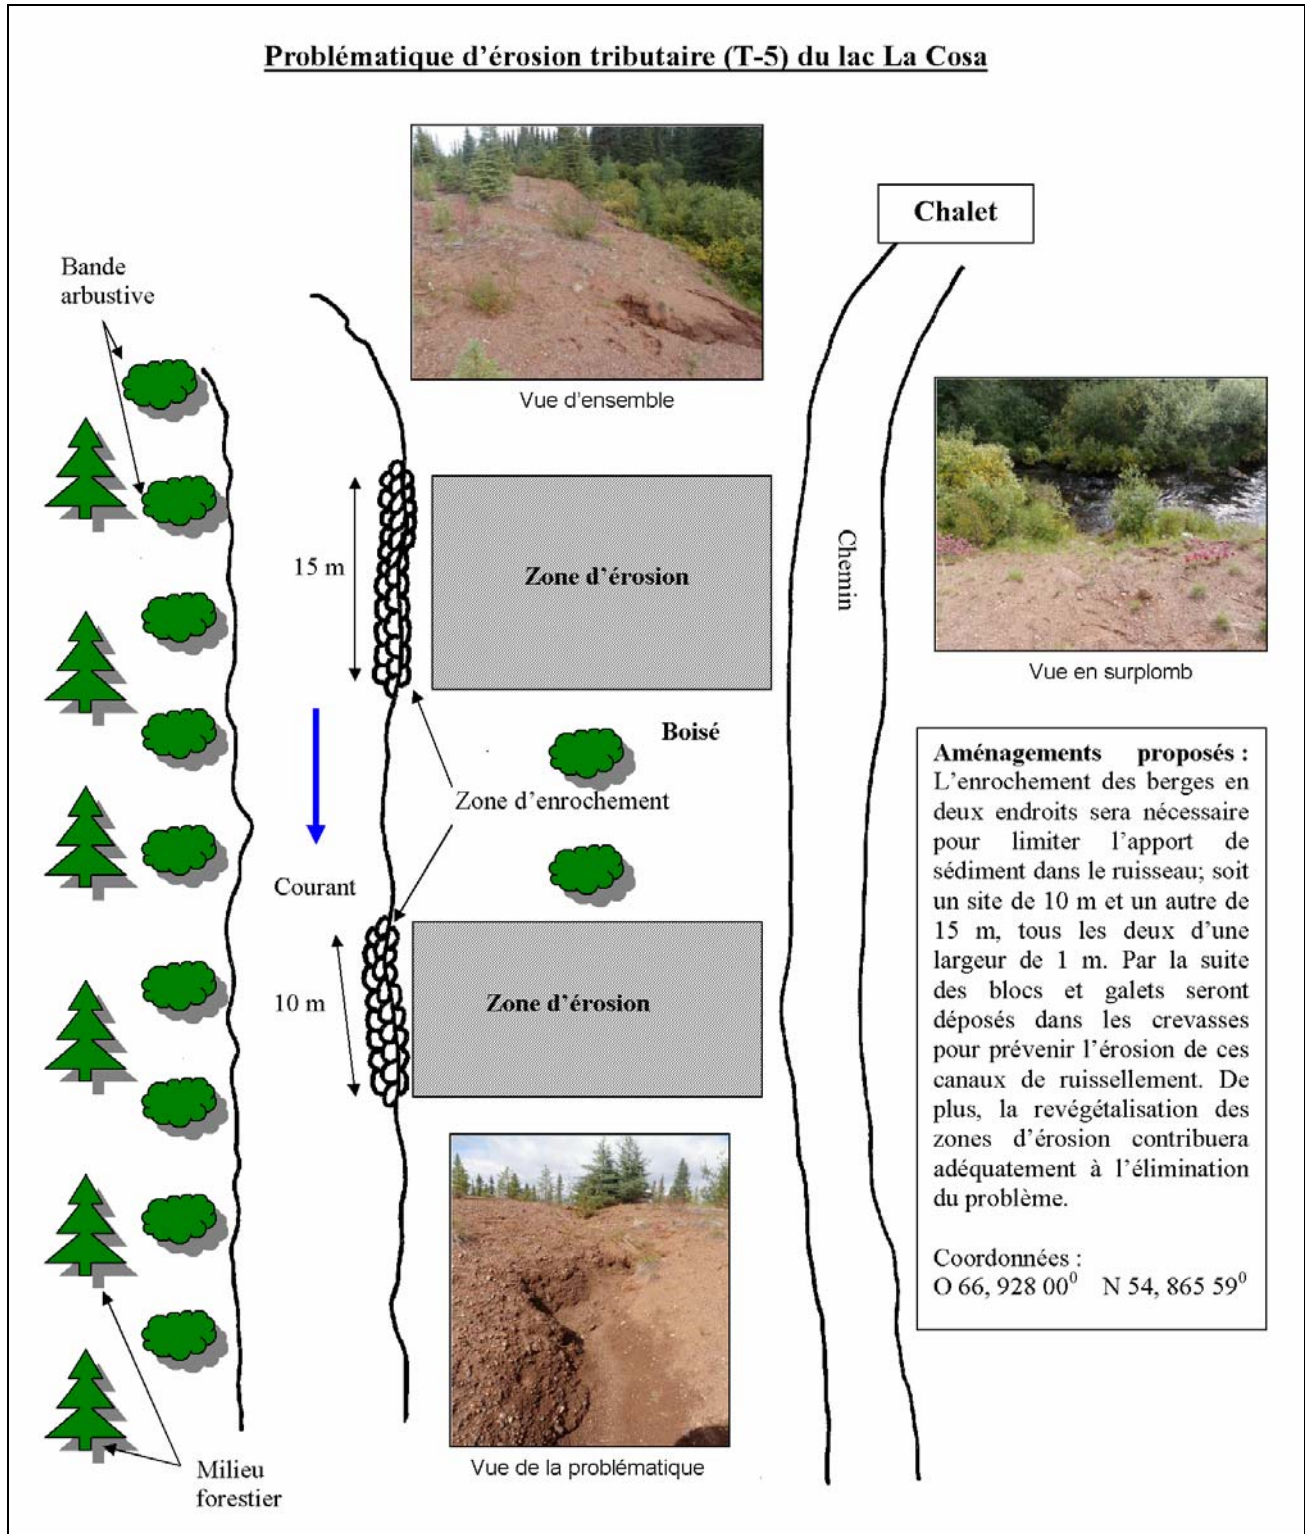 Problématique d'érosion tributaire (T-5) du lac La Cosa
Chalet
Bande
arbustive
Vue d'ensemble
15 m
Zone d'érosion
Chemin
Vue en surplomb
Boisé
Zone d'enrochement
Courant
10 m
Zone d'érosion
Aménagements proposés :
L'enrochement des berges en
deux endroits sera nécessaire
pour limiter l'apport de
sédiment dans le ruisseau; soit
un site de 10 m et un autre de
15 m, tous les deux d'une
largeur de 1 m. Par la suite
des blocs et galets seront
déposés dans les crevasses
pour prévenir l'érosion de ces
canaux de ruissellement. De
plus, la revégétalisation des
zones d'érosion contribuera
adéquatement à l'élimination
du problème.
Coordonnées :
O 66, 928 00⁰ N 54, 865 59⁰
Vue de la problématique
Milieu
forestier